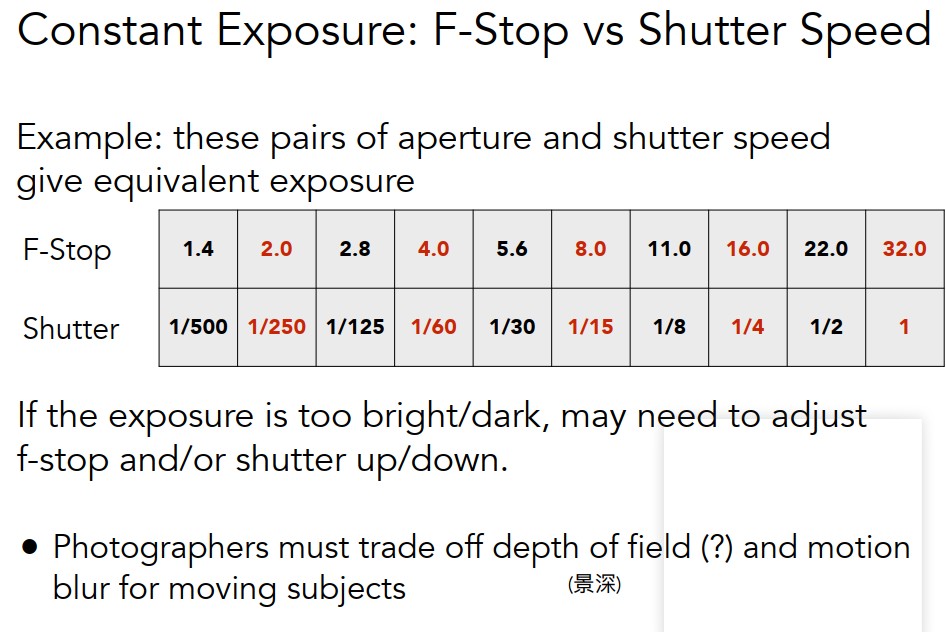 Constant Exposure: F-Stop vs Shutter Speed
Example: these pairs of aperture and shutter speed
give equivalent exposure
F-Stop 1.4 2.0 2.8 4.0 5.6 8.0 11.0 16.0 22.0 32.0
Shutter 1/500 1/250 1/125 1/60 1/30 1/15 1/8 1/4 1/2 1
If the exposure is too bright/dark, may need to adjust
f-stop and/or shutter up/down.
● Photographers must trade off depth of field (?) and motion
blur for moving subjects (景深)